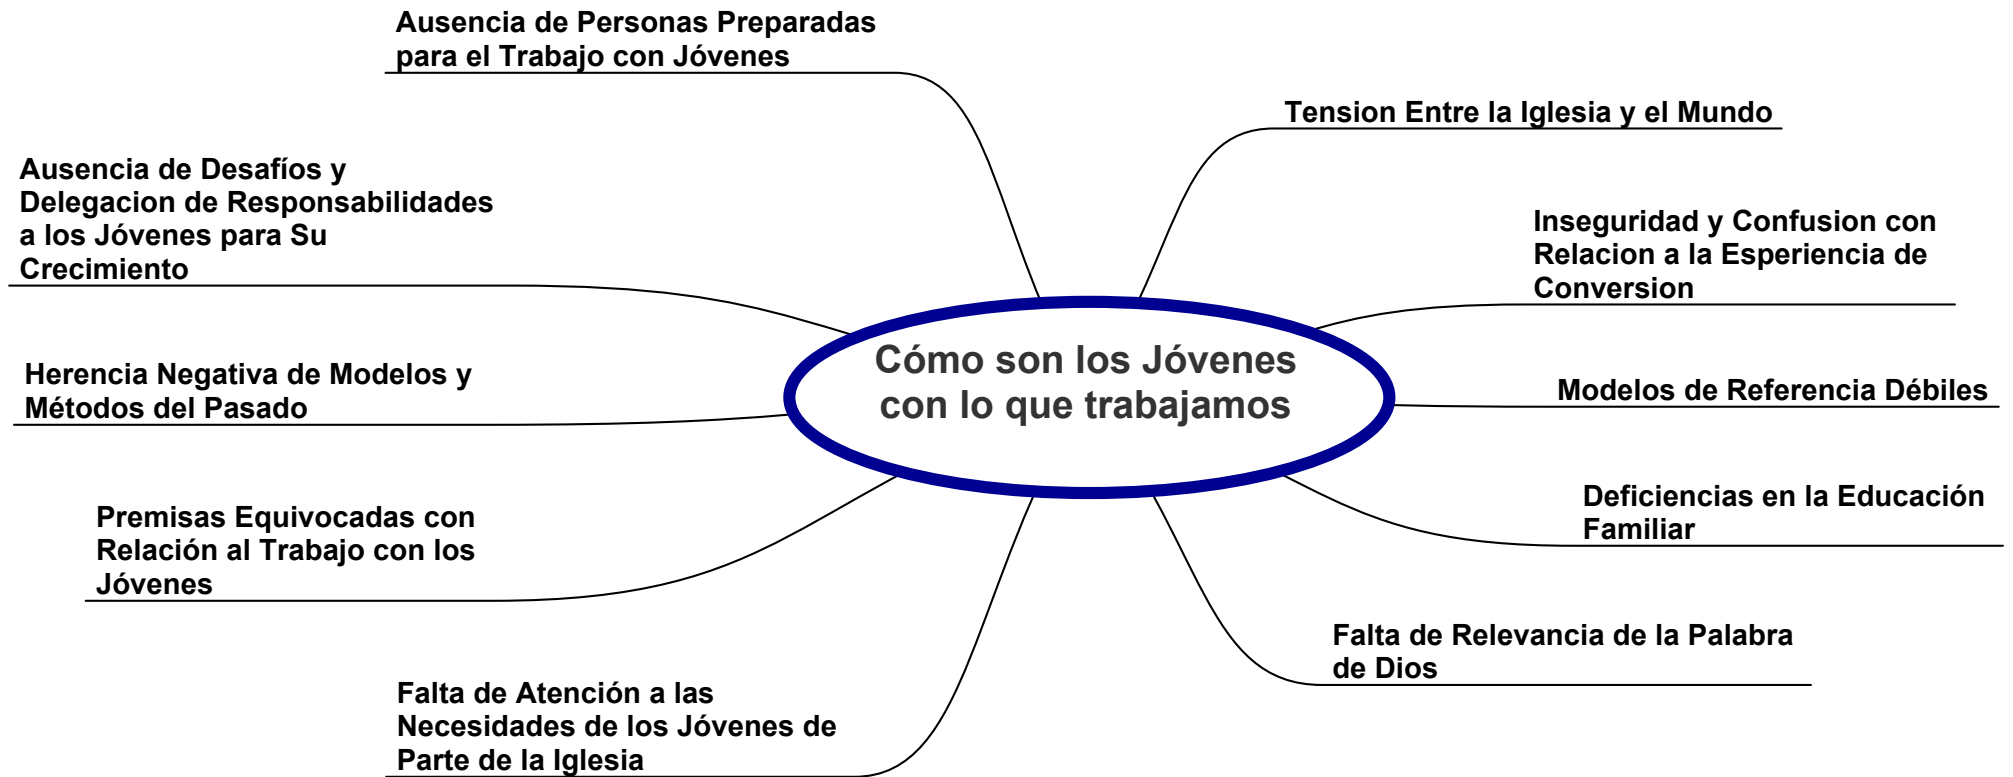 Ausencia de Personas Preparadas
para el Trabajo con Jóvenes
Tension Entre la Iglesia y el Mundo
Ausencia de Desafíos y
Delegacion de Responsabilidades
a los Jóvenes para Su
Crecimiento
Inseguridad y Confusion con
Relacion a la Esperiencia de
Conversion
Cómo son los Jóvenes
con lo que trabajamos
Herencia Negativa de Modelos y
Métodos del Pasado
Modelos de Referencia Débiles
Premisas Equivocadas con
Relación al Trabajo con los
Jóvenes
Deficiencias en la Educación
Familiar
Falta de Relevancia de la Palabra
de Dios
Falta de Atención a las
Necesidades de los Jóvenes de
Parte de la Iglesia